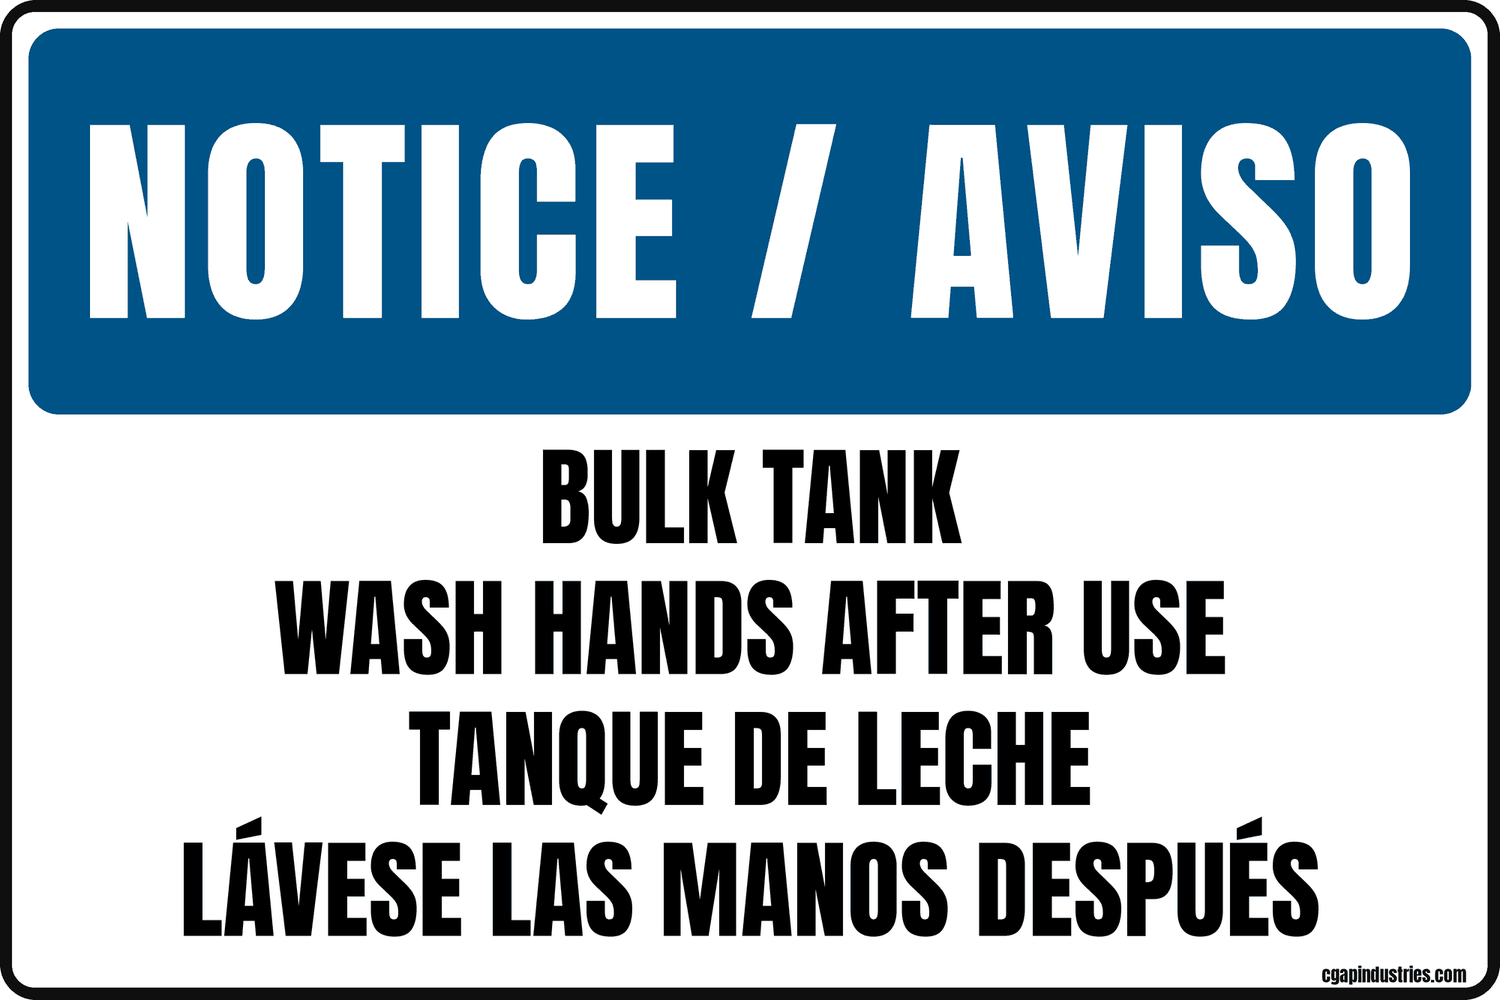 NOTICE / AVISO
BULK TANK
WASH HANDS AFTER USE
TANQUE DE LECHE
LÁVESE LAS MANOS DESPUÉS
cgapindustries.com